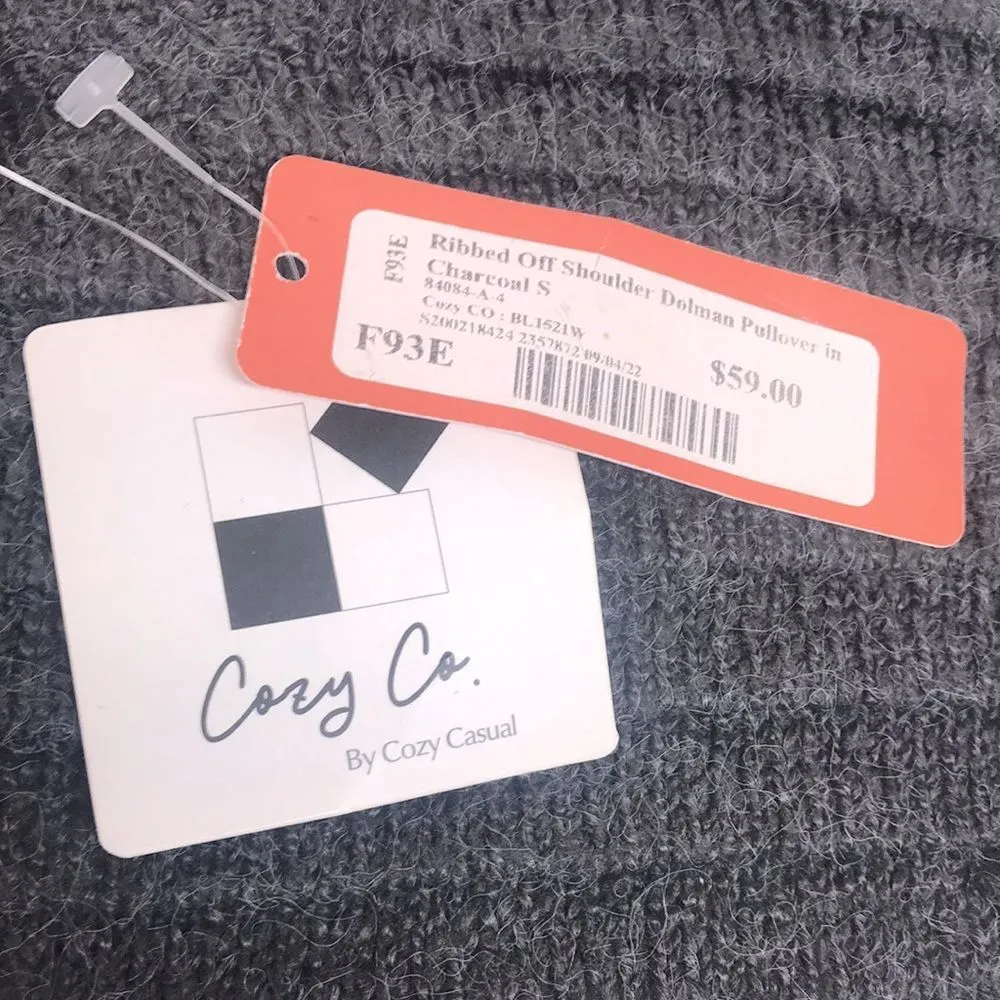 F93E
Ribbed Off Shoulder Dolman Pullover in
Charcoal S
84084-A-4
Cozy CO : BL1521W
S200218424 2357872 09/04/22
F93E
$59.00
Cozy Co.
By Cozy Casual